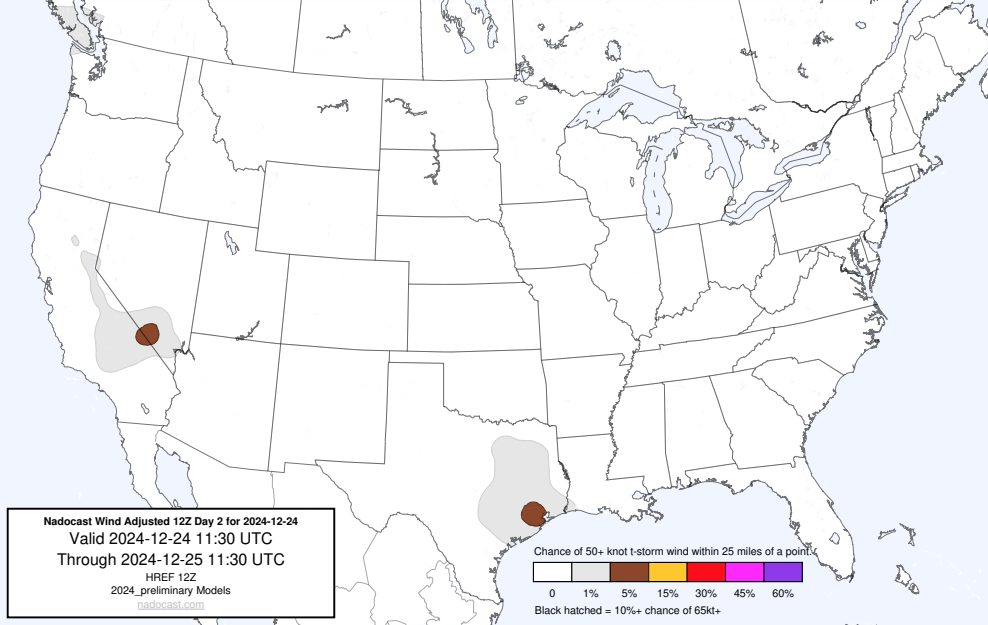 Nadocast Wind Adjusted 12Z Day 2 for 2024-12-24
Valid 2024-12-24 11:30 UTC
Through 2024-12-25 11:30 UTC
HREF 12Z
2024_preliminary Models
nadocast.com
Chance of 50+ knot t-storm wind within 25 miles of a point.
0 1% 5% 15% 30% 45% 60%
Black hatched = 10%+ chance of 65kt+